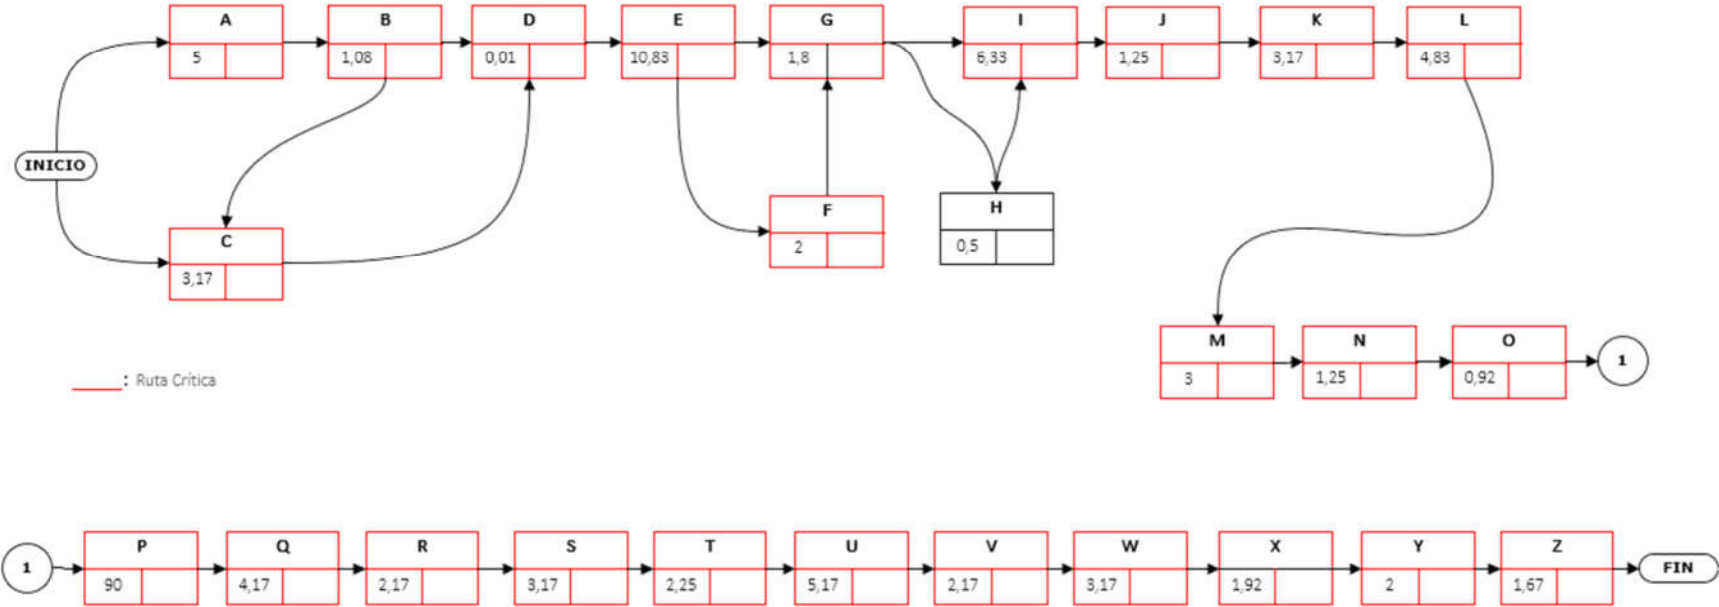 A B D E G I J K L
5 1,08 0,01 10,83 1,8 6,33 1,25 3,17 4,83
INICIO
F H
C
2 0,5
3,17
M N O
3 1,25 0,92 1
: Ruta Crítica
P Q R S T U V W X Y Z
1 90 4,17 2,17 3,17 2,25 5,17 2,17 3,17 1,92 2 1,67 FIN